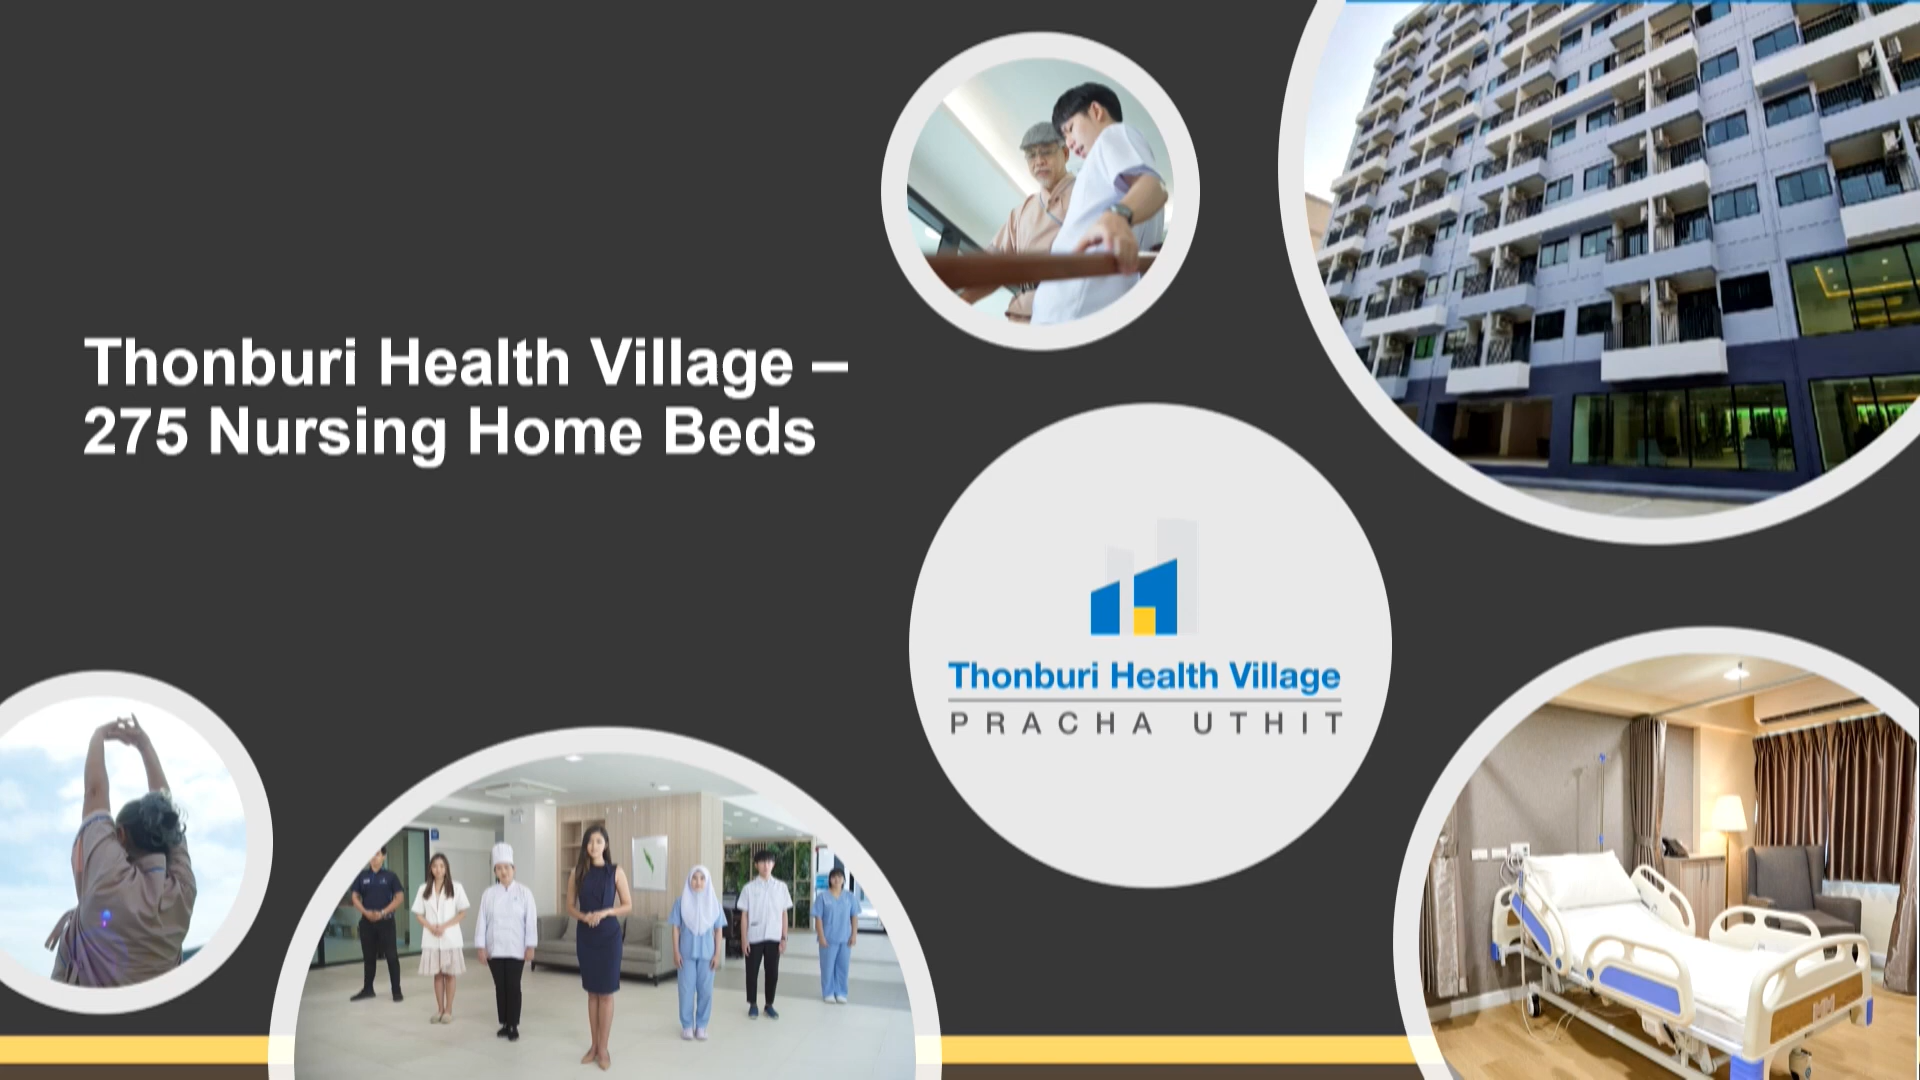 Thonburi Health Village –
275 Nursing Home Beds
Thonburi Health Village
PRACHA UTHIT